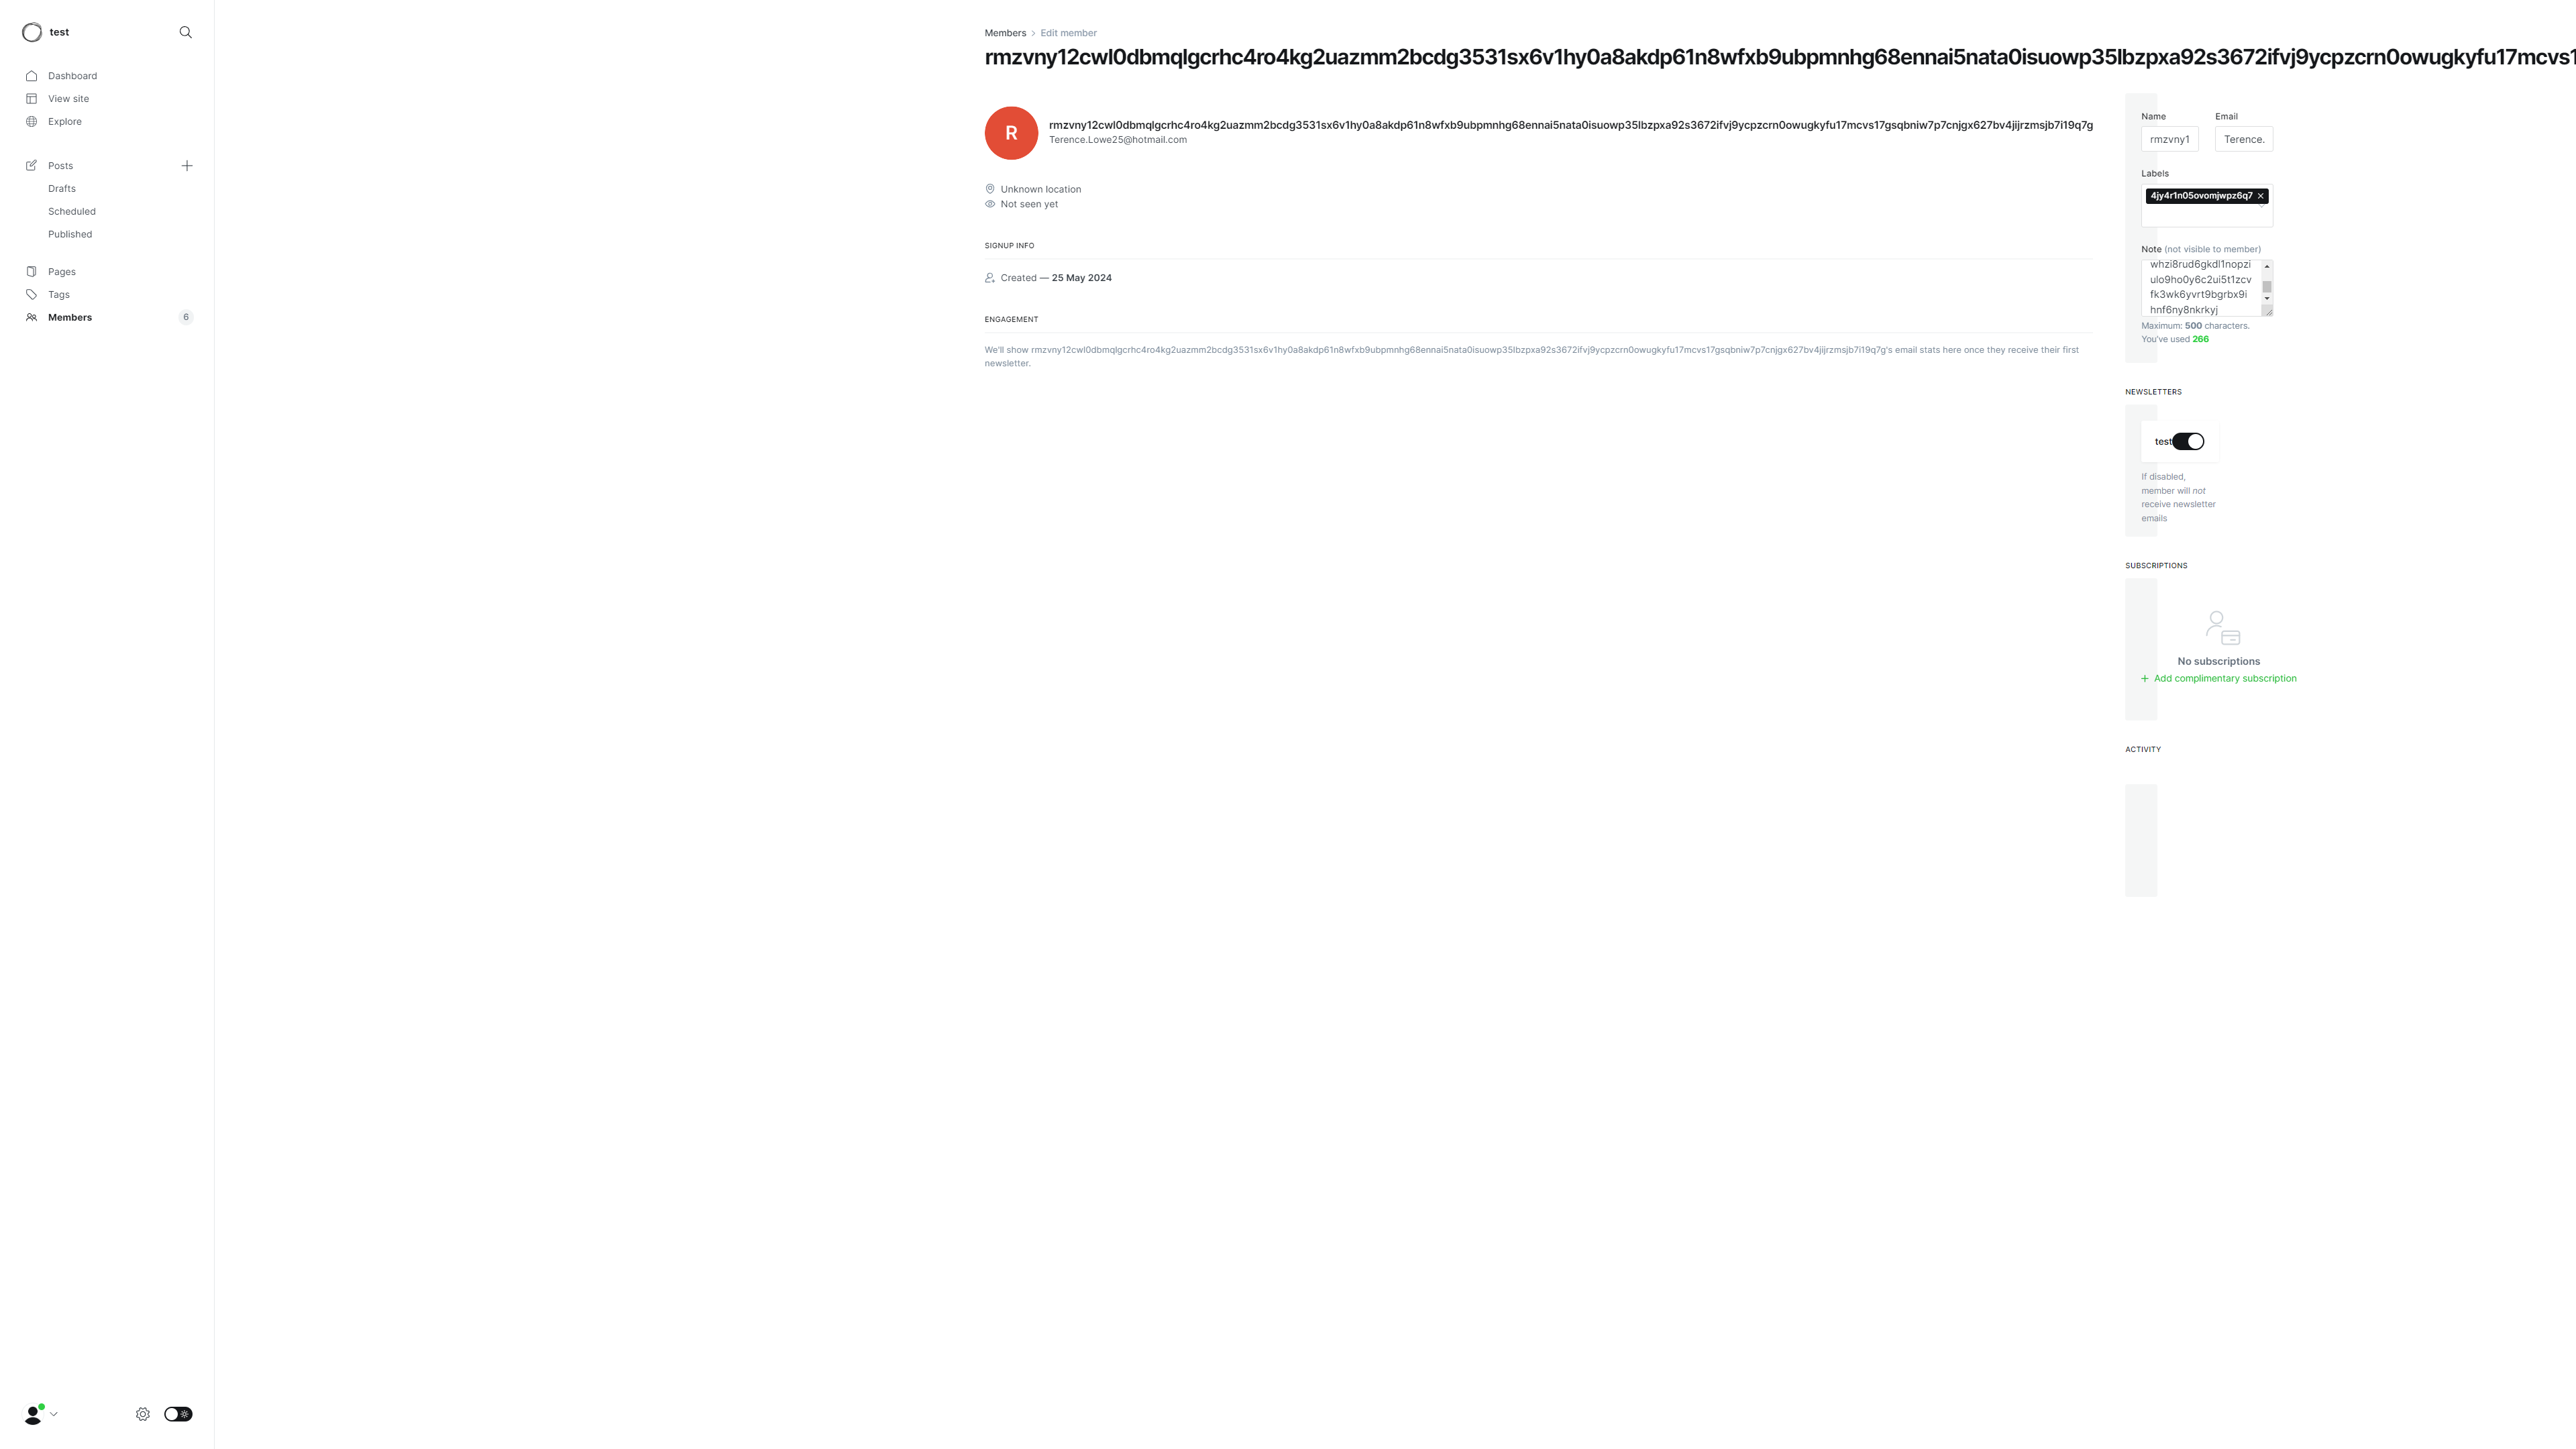 test
Dashboard
View site
Explore
Posts
Drafts
Scheduled
Published
Pages
Tags
Members
6
Members
Edit member
rmzvny12cwl0dbmqlgcrhc4ro4kg2uazmm2bcdg3531sx6v1hy0a8akdp61n8wfxb9ubpmnhg68ennai5nata0isuowp35lbzpxa92s3672ifvj9ycpzcrn0owugkyfu17mcvs1
R
rmzvny12cwl0dbmqlgcrhc4ro4kg2uazmm2bcdg3531sx6v1hy0a8akdp61n8wfxb9ubpmnhg68ennai5nata0isuowp35lbzpxa92s3672ifvj9ycpzcrn0owugkyfu17mcvs17gsqbniw7p7cnjgx627bv4jijrzmsjb7i19q7g
Terence.Lowe25@hotmail.com
Unknown location
Not seen yet
SIGNUP INFO
Created — 25 May 2024
ENGAGEMENT
We'll show rmzvny12cwl0dbmqlgcrhc4ro4kg2uazmm2bcdg3531sx6v1hy0a8akdp61n8wfxb9ubpmnhg68ennai5nata0isuowp35lbzpxa92s3672ifvj9ycpzcrn0owugkyfu17mcvs17gsqbniw7p7cnjgx627bv4jijrzmsjb7i19q7g's email stats here once they receive their first
newsletter.
Name
Email
rmzvny1
Terence.
Labels
4jy4r1n05ovomjwpz6q7
Note (not visible to member)
whzi8rud6gkdl1nopzi
ulo9ho0y6c2ui5t1zcv
fk3wk6yvrt9bgrbx9i
hnf6ny8nkrkyj
Maximum: 500 characters.
You've used 266
NEWSLETTERS
test
If disabled,
member will not
receive newsletter
emails
SUBSCRIPTIONS
No subscriptions
Add complimentary subscription
ACTIVITY